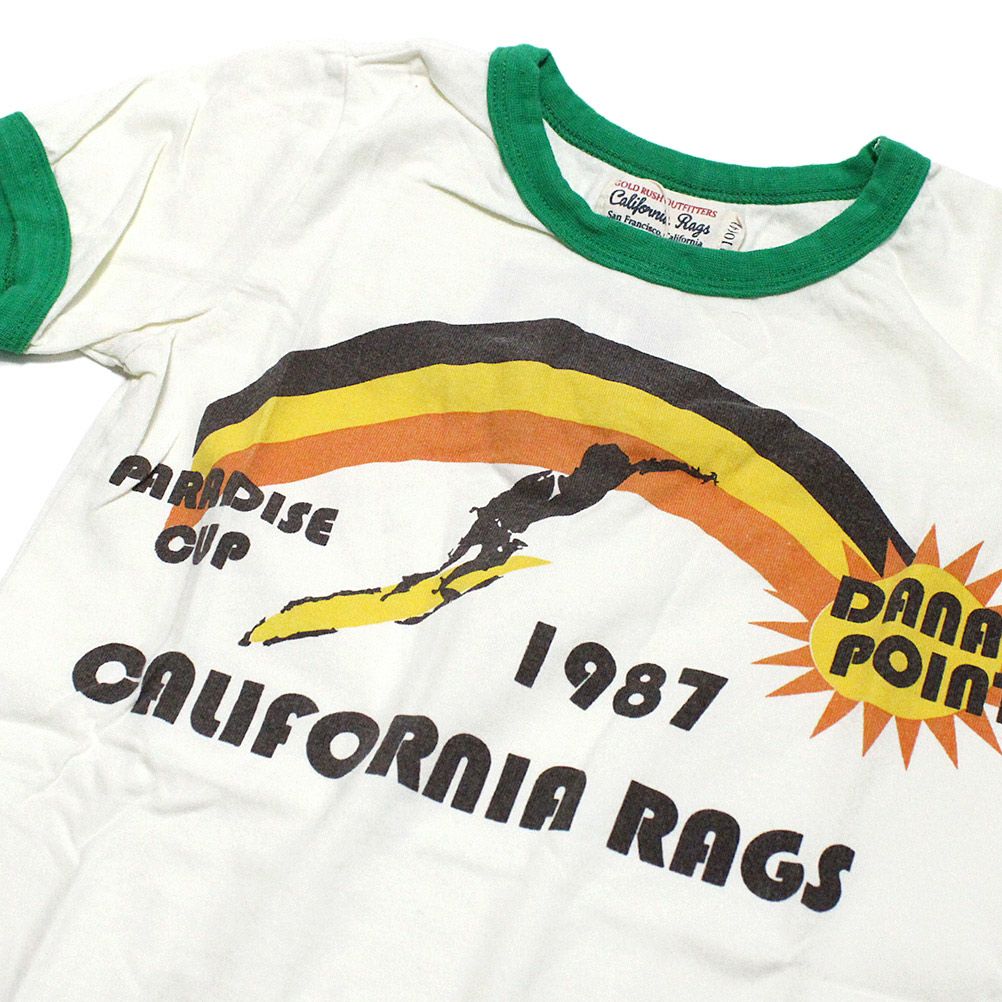 GOLD RUSH OUTFITTERS
California Rags
San Francisco, California
PARADISE
CUP
DANA
POINT
1987
CALIFORNIA RAGS